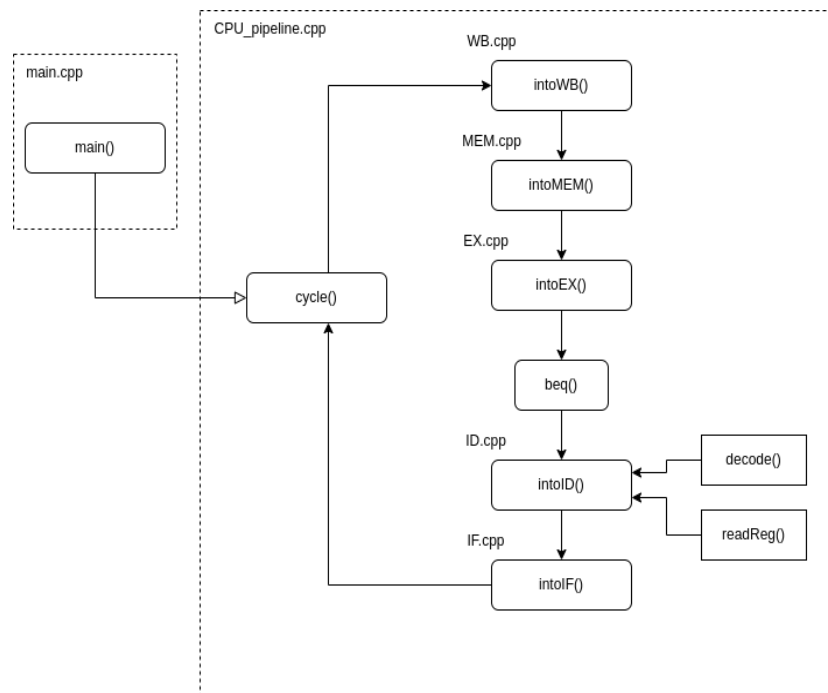 CPU_pipeline.cpp
main.cpp
main()
WB.cpp
intoWB()
MEM.cpp
intoMEM()
EX.cpp
intoEX()
cycle()
beq()
ID.cpp
intoID()
decode()
readReg()
IF.cpp
intoIF()